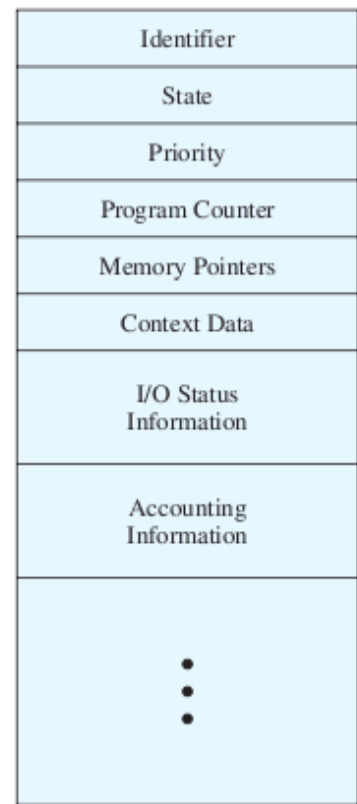 Identifier
State
Priority
Program Counter
Memory Pointers
Context Data
I/O Status
Information
Accounting
Information